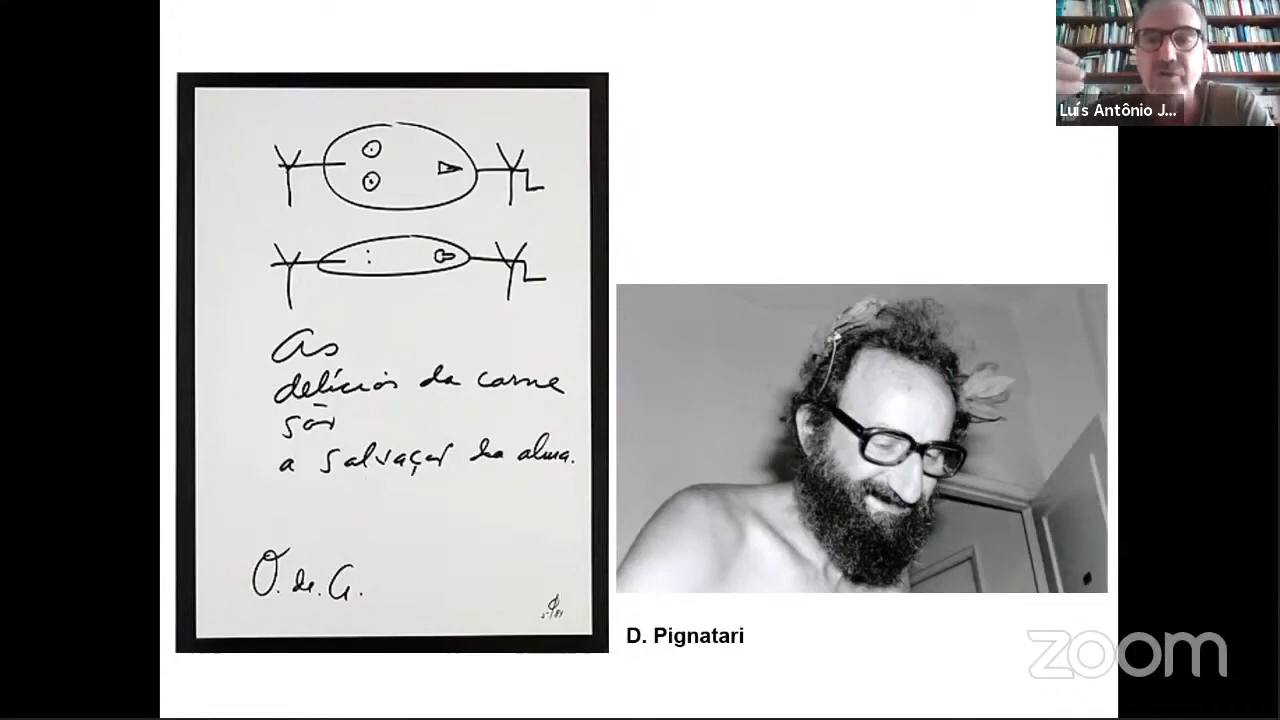 Luís Antônio J...
As
delícias da carne
são
a salvação da alma.
O. de A.
D. Pignatari
zoom